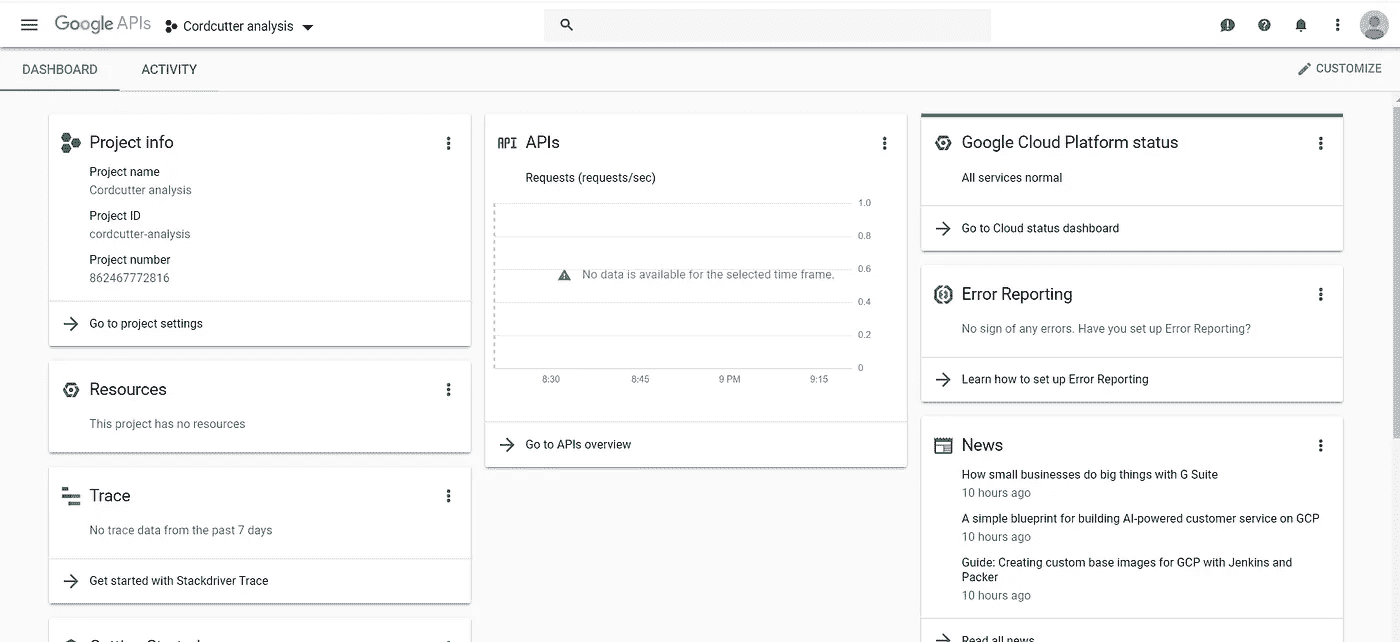 Google APIs
Cordcutter analysis
DASHBOARD
ACTIVITY
CUSTOMIZE
Project info
Project name
Cordcutter analysis
Project ID
cordcutter-analysis
Project number
862467772816
Go to project settings
Resources
This project has no resources
Trace
No trace data from the past 7 days
Get started with Stackdriver Trace
API APIs
Requests (requests/sec)
1.0
0.8
0.6
0.4
0.2
0
No data is available for the selected time frame.
8:30 8:45 9 PM 9:15
Go to APIs overview
Google Cloud Platform status
All services normal
Go to Cloud status dashboard
Error Reporting
No sign of any errors. Have you set up Error Reporting?
Learn how to set up Error Reporting
News
How small businesses do big things with G Suite
10 hours ago
A simple blueprint for building AI-powered customer service on GCP
10 hours ago
Guide: Creating custom base images for GCP with Jenkins and
Packer
10 hours ago
Read all news